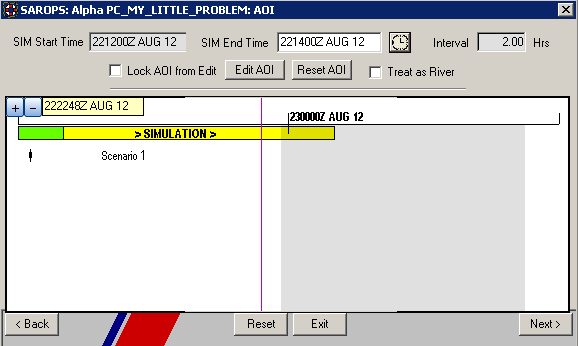 SAROPS: Alpha PC_MY_LITTLE_PROBLEM: AOI
SIM Start Time 221200Z AUG 12 SIM End Time 221400Z AUG 12 Interval 2.00 Hrs
Lock AOI from Edit Edit AOI Reset AOI Treat as River
+ − 222248Z AUG 12
230000Z AUG 12
> SIMULATION >
Scenario 1
< Back Reset Exit Next >